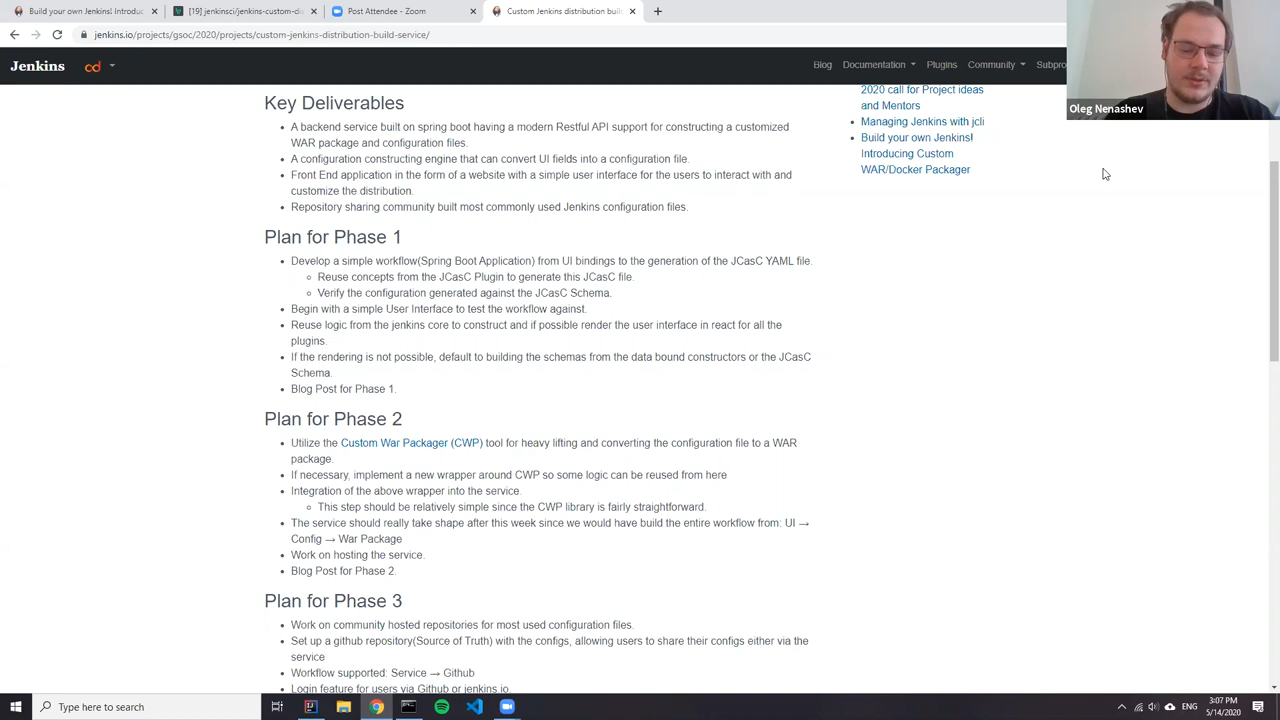 Build your own Jenkins! Introduc
[19] jenkinsci/jenkins-custom-di
Post Attendee - Zoom
Custom Jenkins distribution buil
jenkins.io/projects/gsoc/2020/projects/custom-jenkins-distribution-build-service/
Jenkins
cd
Blog
Documentation
Plugins
Community
Subpro
Oleg Nenashev
Key Deliverables
A backend service built on spring boot having a modern Restful API support for constructing a customized
WAR package and configuration files.
A configuration constructing engine that can convert UI fields into a configuration file.
Front End application in the form of a website with a simple user interface for the users to interact with and
customize the distribution.
Repository sharing community built most commonly used Jenkins configuration files.
Plan for Phase 1
Develop a simple workflow(Spring Boot Application) from UI bindings to the generation of the JCasC YAML file.
Reuse concepts from the JCasC Plugin to generate this JCasC file.
Verify the configuration generated against the JCasC Schema.
Begin with a simple User Interface to test the workflow against.
Reuse logic from the jenkins core to construct and if possible render the user interface in react for all the
plugins.
If the rendering is not possible, default to building the schemas from the data bound constructors or the JCasC
Schema.
Blog Post for Phase 1.
Plan for Phase 2
Utilize the Custom War Packager (CWP) tool for heavy lifting and converting the configuration file to a WAR
package.
If necessary, implement a new wrapper around CWP so some logic can be reused from here
Integration of the above wrapper into the service.
This step should be relatively simple since the CWP library is fairly straightforward.
The service should really take shape after this week since we would have build the entire workflow from: UI →
Config → War Package
Work on hosting the service.
Blog Post for Phase 2.
Plan for Phase 3
Work on community hosted repositories for most used configuration files.
Set up a github repository(Source of Truth) with the configs, allowing users to share their configs either via the
service
Workflow supported: Service → Github
Login feature for users via Github or jenkins.io.
2020 call for Project ideas
and Mentors
Managing Jenkins with jcli
Build your own Jenkins!
Introducing Custom
WAR/Docker Packager
Type here to search
ENG
3:07 PM
5/14/2020